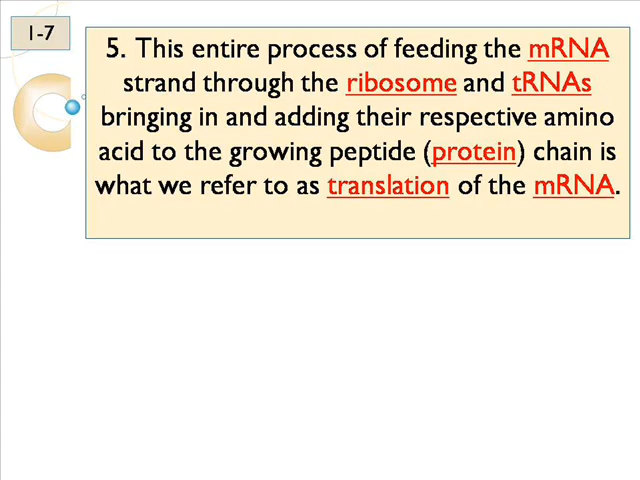 1-7
5. This entire process of feeding the mRNA
strand through the ribosome and tRNAs
bringing in and adding their respective amino
acid to the growing peptide (protein) chain is
what we refer to as translation of the mRNA.